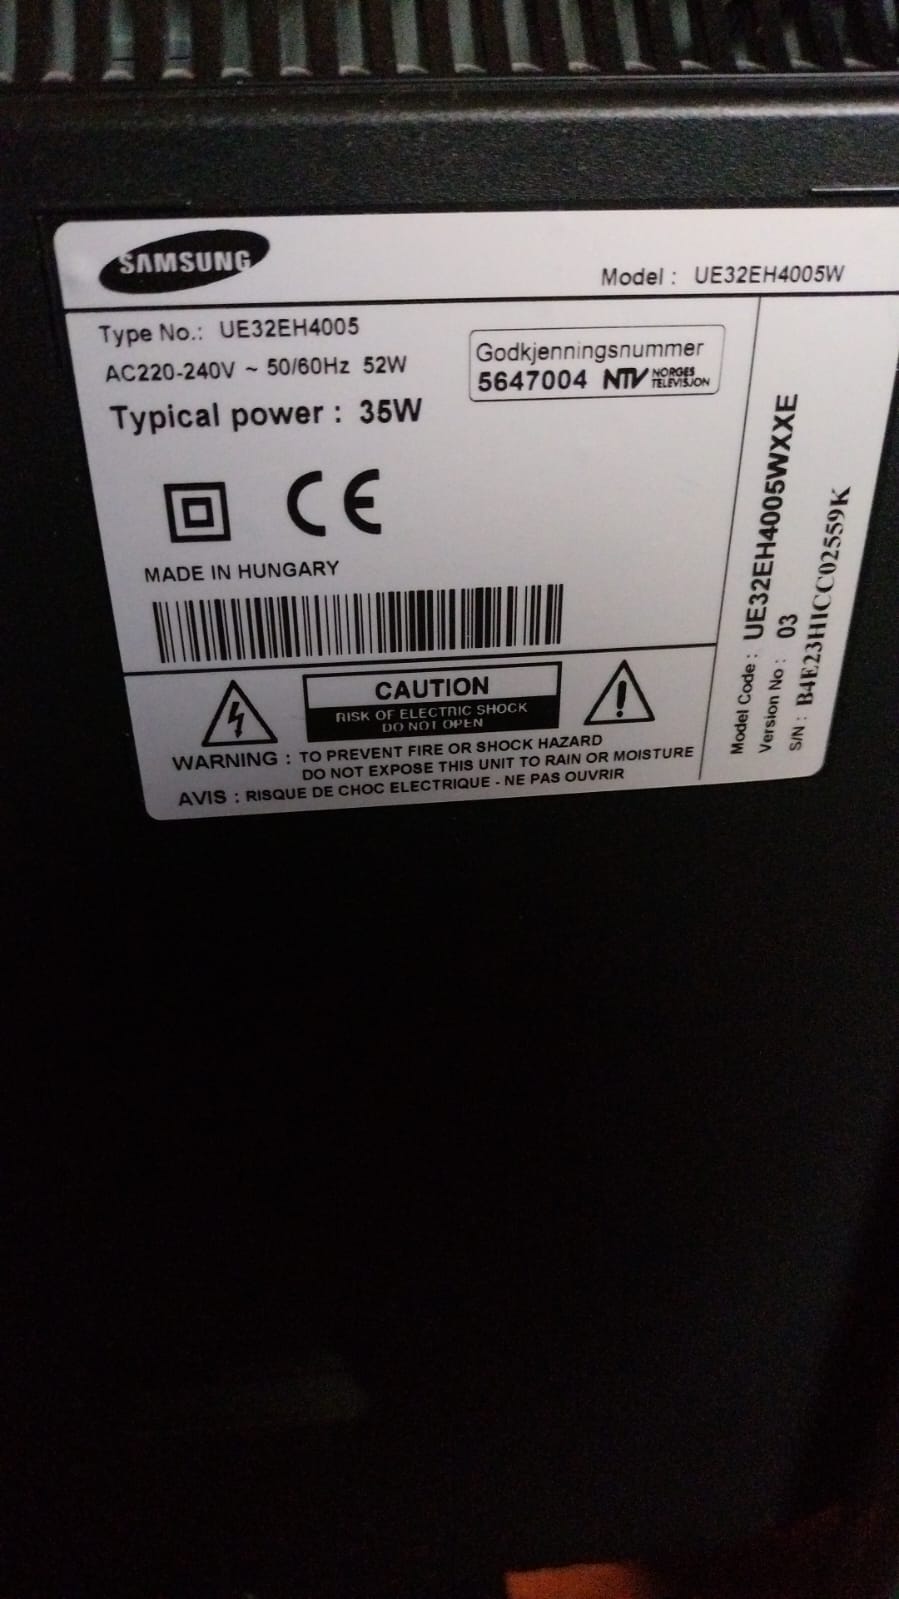 SAMSUNG
Model : UE32EH4005W
Type No.: UE32EH4005
AC220-240V ~ 50/60Hz 52W
Typical power : 35W
Godkjenningsnummer
5647004 NTV NORGES TELEVISJON
CE
MADE IN HUNGARY
CAUTION
RISK OF ELECTRIC SHOCK
DO NOT OPEN
WARNING : TO PREVENT FIRE OR SHOCK HAZARD
DO NOT EXPOSE THIS UNIT TO RAIN OR MOISTURE
AVIS : RISQUE DE CHOC ELECTRIQUE - NE PAS OUVRIR
Model Code : UE32EH4005WXXE
Version No : 03
S/N : B4E23HICC02559K